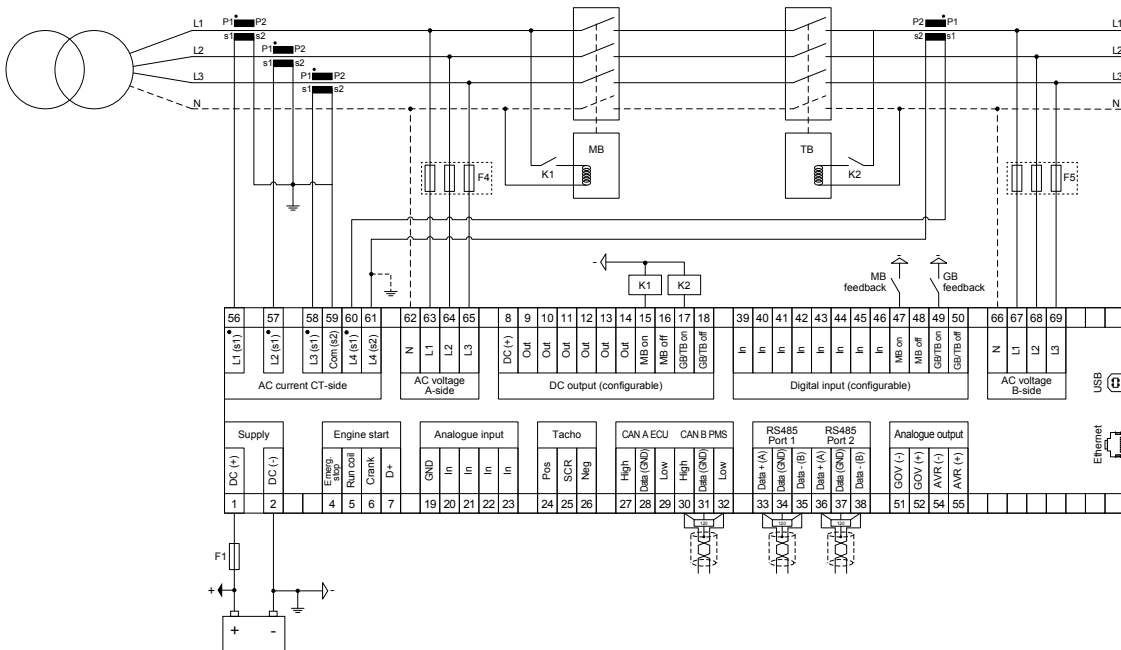 L1 P1 P2 P2 P1 L1
s1 s2 s2 s1
L2 P1 P2 L2
s1 s2
L3 P1 P2 L3
s1 s2
N N
MB TB
K1 K2
F4 F5
MB feedback
GB feedback
K1 K2
56 57 58 59 60 61 62 63 64 65 8 9 10 11 12 13 14 15 16 17 18 39 40 41 42 43 44 45 46 47 48 49 50 66 67 68 69
L1 (s1) L2 (s1) L3 (s1) Com (s2) L4 (s1) L4 (s2) N L1 L2 L3 DC (+) Out Out Out Out Out Out MB on MB off GB/TB on GB/TB off In In In In In In In In MB on MB off GB/TB on GB/TB off N L1 L2 L3
AC current CT-side
AC voltage A-side
DC output (configurable)
Digital input (configurable)
AC voltage B-side
USB
Ethernet
Supply
Engine start
Analogue input
Tacho
CAN A ECU CAN B PMS
RS485 Port 1
RS485 Port 2
Analogue output
DC (+) DC (-) Emerg. stop Run coil Crank D+ GND In In In In Pos SCR Neg High Data (GND) Low High Data (GND) Low Data + (A) Data (GND) Data - (B) Data + (A) Data (GND) Data - (B) GOV (-) GOV (+) AVR (-) AVR (+)
1 2 4 5 6 7 19 20 21 22 23 24 25 26 27 28 29 30 31 32 33 34 35 36 37 38 51 52 54 55
120 120 120
F1
+ -
+ -
-
- -